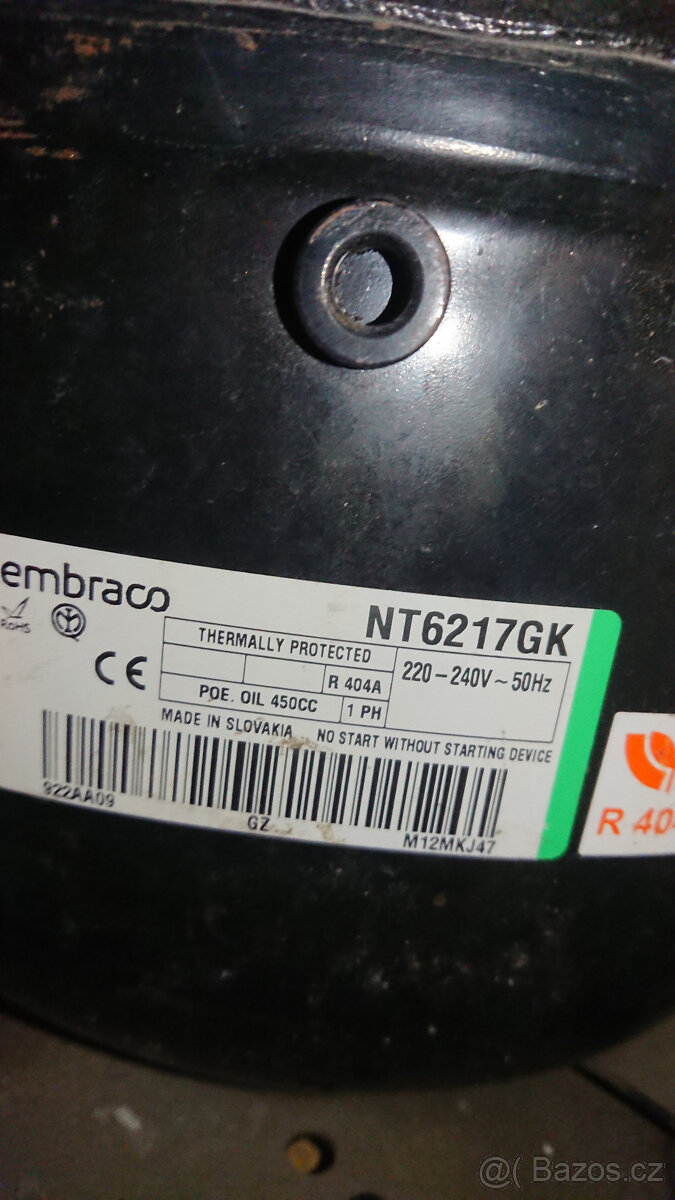 embraco
NT6217GK
RoHS
CE
THERMALLY PROTECTED
220-240V~50Hz
R 404A
POE. OIL 450CC
1 PH
MADE IN SLOVAKIA NO START WITHOUT STARTING DEVICE
922AA09
GZ
M12MKJ47
R 404
@( Bazos.cz